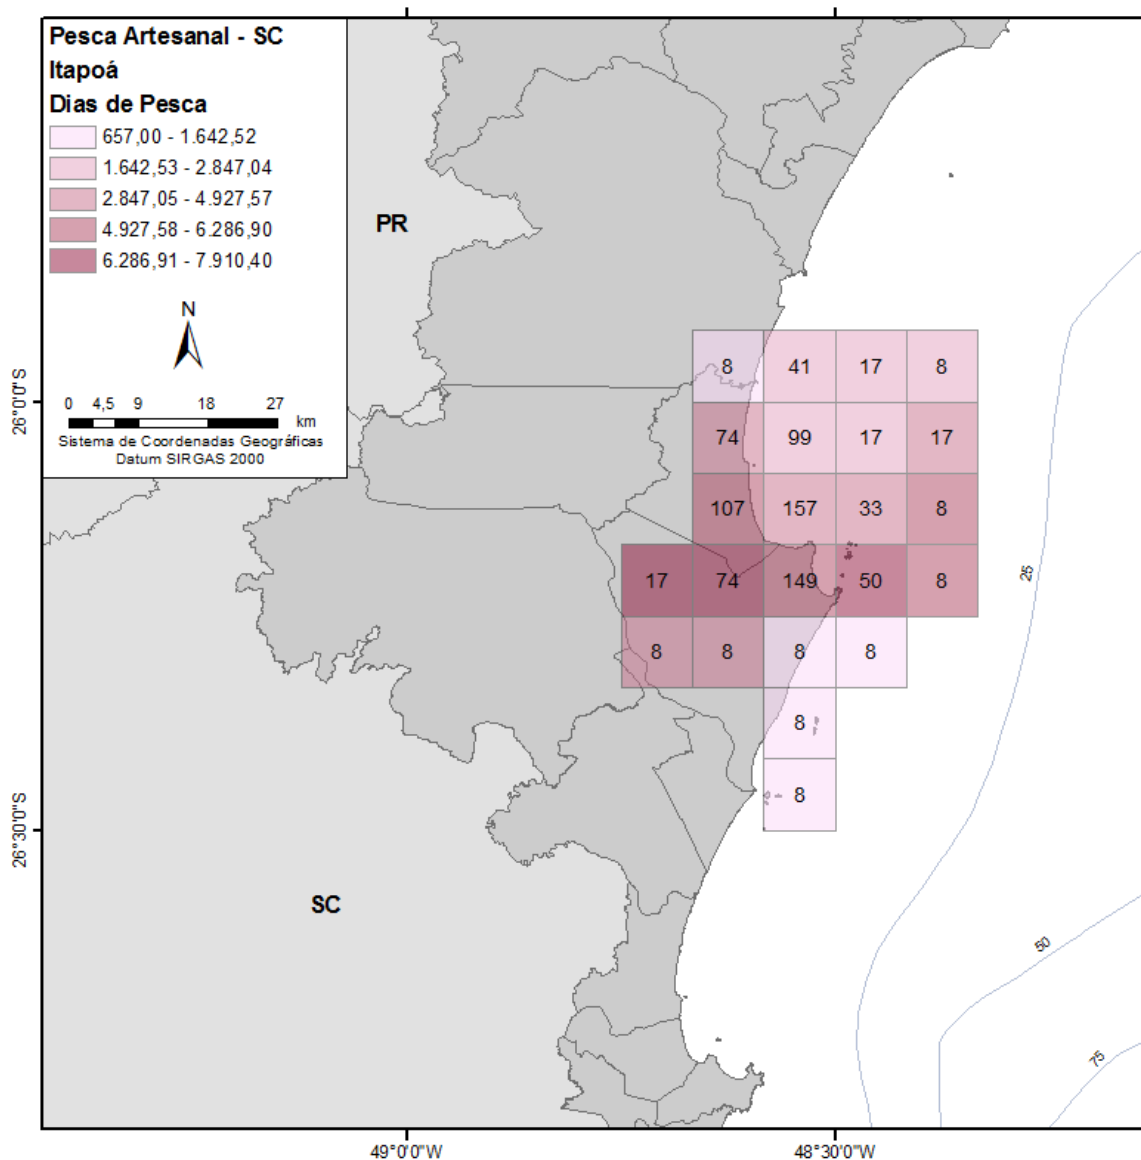 Pesca Artesanal - SC
Itapoá
Dias de Pesca
657,00 - 1.642,52
1.642,53 - 2.847,04
2.847,05 - 4.927,57
4.927,58 - 6.286,90
6.286,91 - 7.910,40
N
0 4,5 9 18 27
km
Sistema de Coordenadas Geográficas
Datum SIRGAS 2000
PR
SC
26°0'0"S
26°30'0"S
8 41 17 8
74 99 17 17
107 157 33 8
17 74 149 50 8
8 8 8 8
8
8
25
50
75
49°0'0"W 48°30'0"W